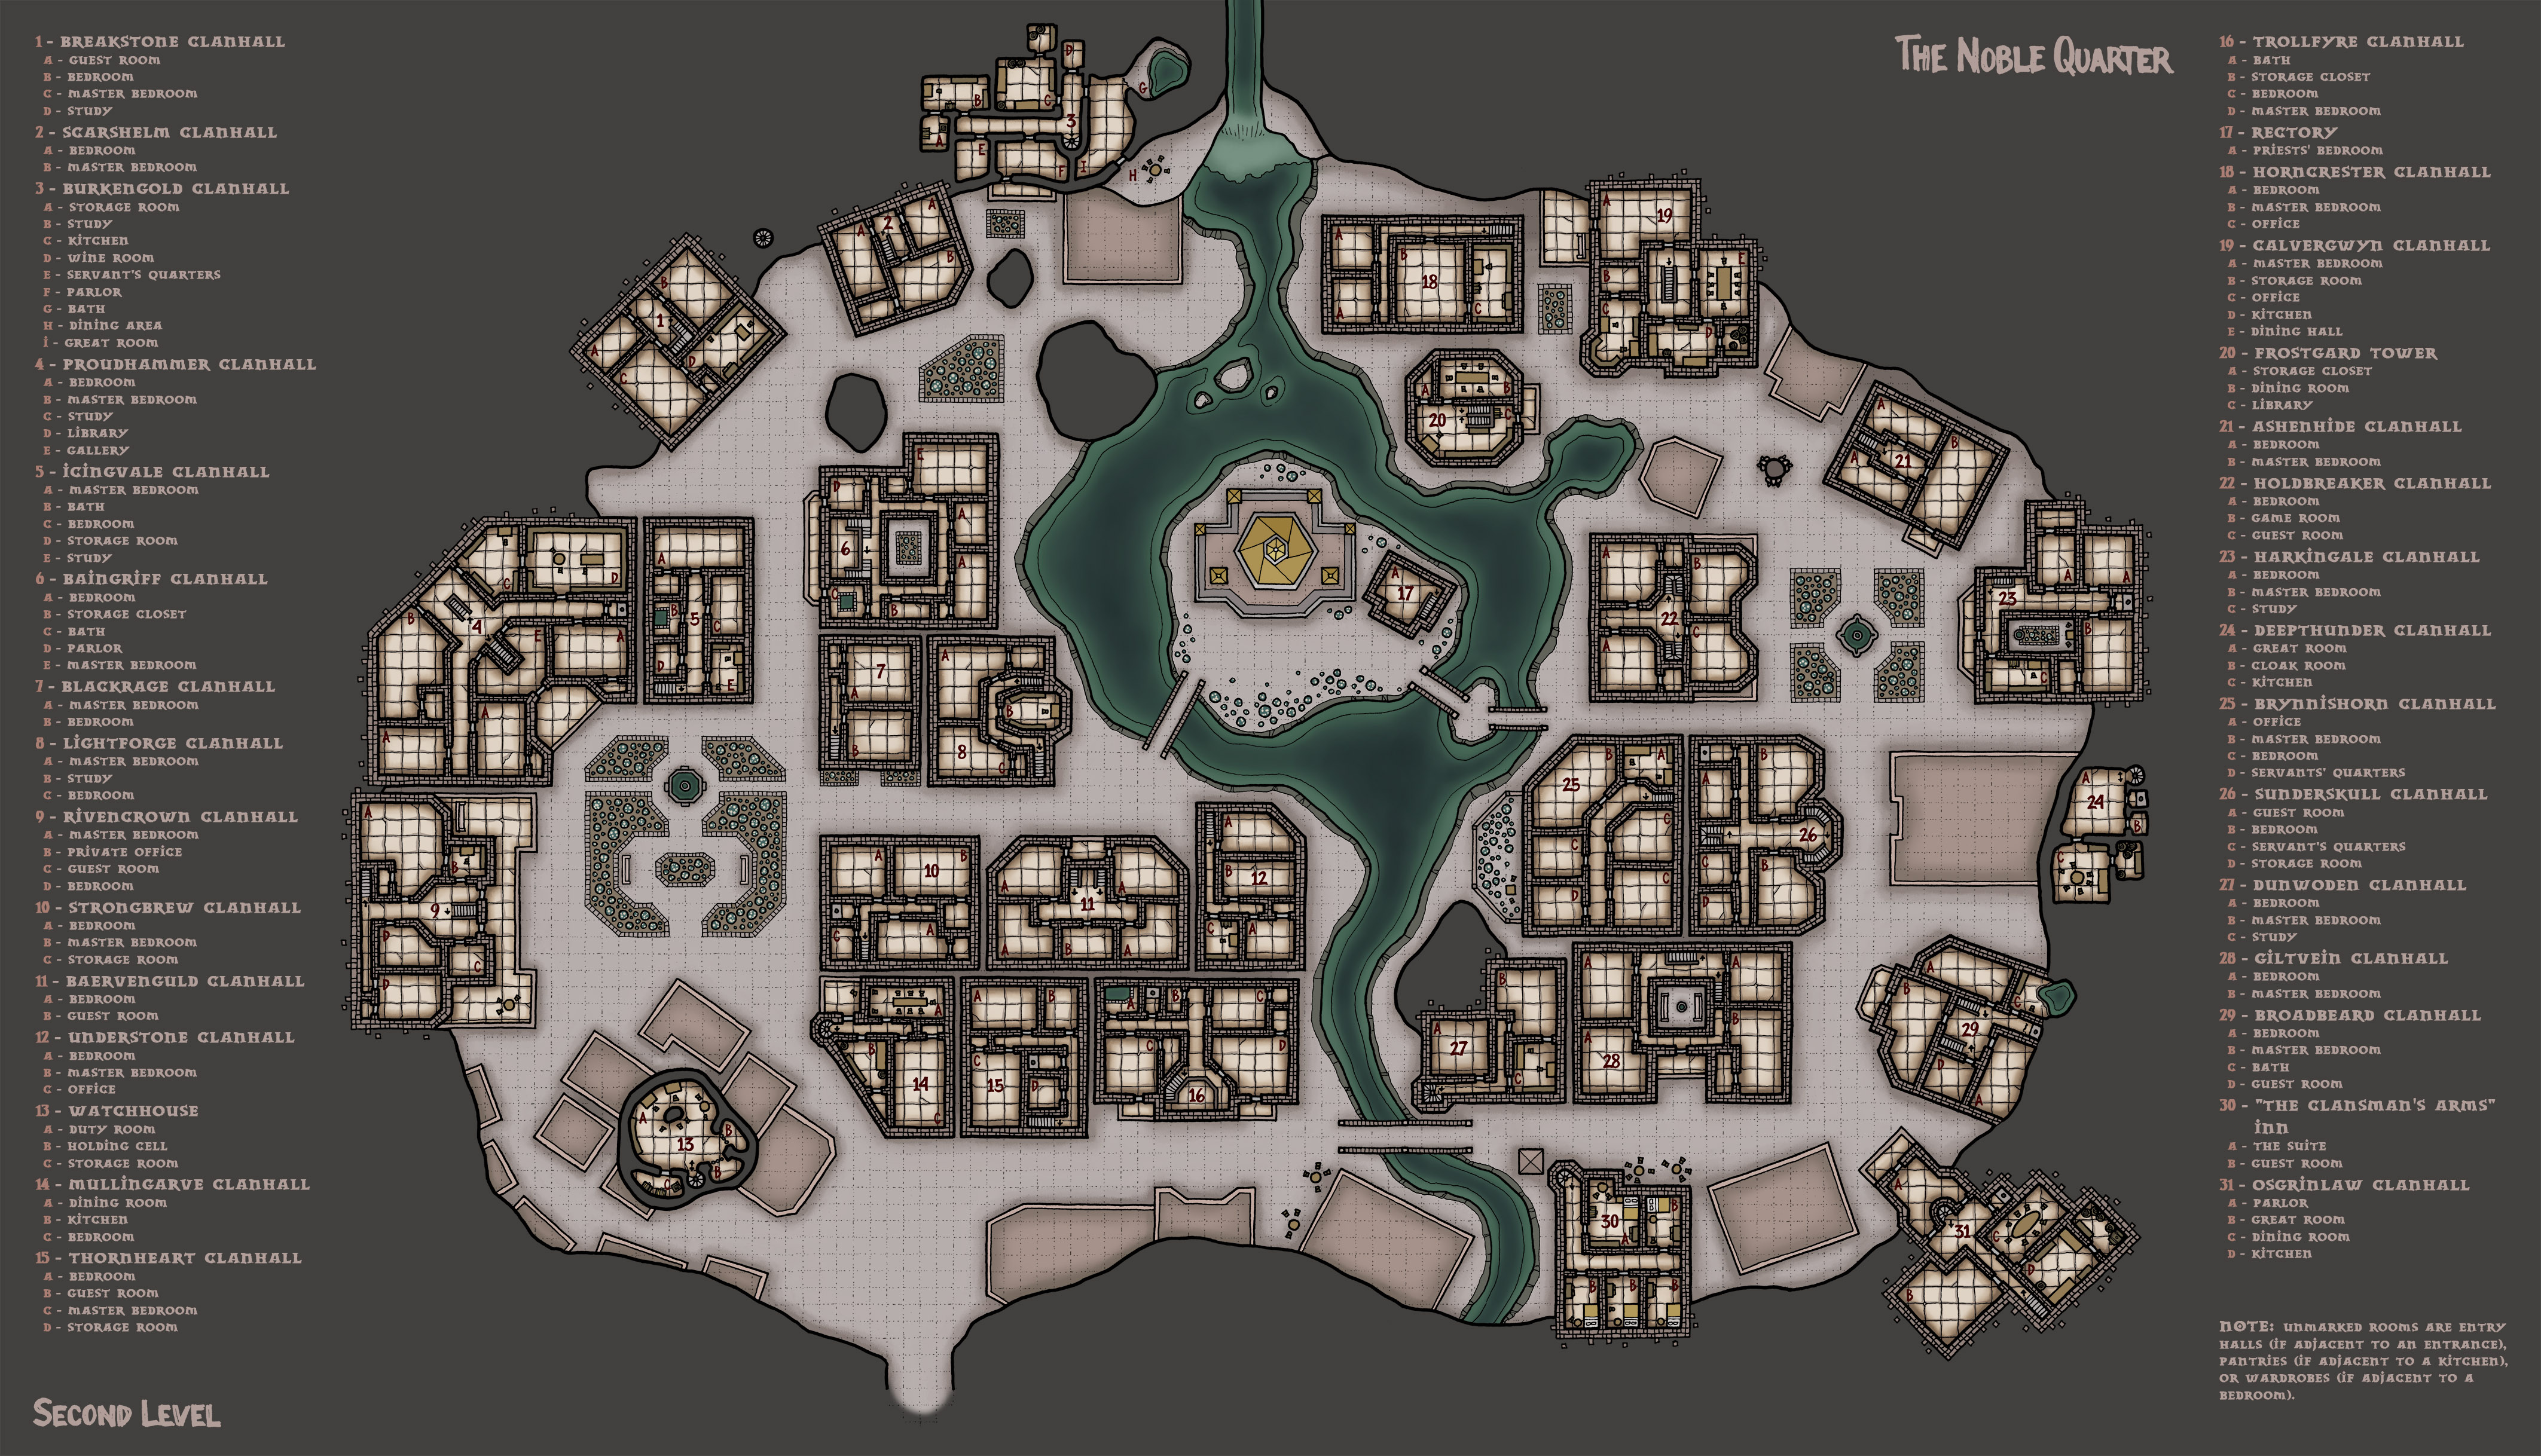 THE NOBLE QUARTER
1 - BREAKSTONE CLANHALL
A - GUEST ROOM
B - BEDROOM
C - MASTER BEDROOM
D - STUDY
2 - SCARSHELM CLANHALL
A - BEDROOM
B - MASTER BEDROOM
3 - BURKENGOLD CLANHALL
A - STORAGE ROOM
B - STUDY
C - KITCHEN
D - WINE ROOM
E - SERVANT'S QUARTERS
F - PARLOR
G - BATH
H - DINING AREA
I - GREAT ROOM
4 - PROUDHAMMER CLANHALL
A - BEDROOM
B - MASTER BEDROOM
C - STUDY
D - LIBRARY
E - GALLERY
5 - ICINGVALE CLANHALL
A - MASTER BEDROOM
B - BATH
C - BEDROOM
D - STORAGE ROOM
E - STUDY
6 - BAINGRIFF CLANHALL
A - BEDROOM
B - STORAGE CLOSET
C - BATH
D - PARLOR
E - MASTER BEDROOM
7 - BLACKRAGE CLANHALL
A - MASTER BEDROOM
B - BEDROOM
8 - LIGHTFORGE CLANHALL
A - MASTER BEDROOM
B - STUDY
C - BEDROOM
9 - RIVENCROWN CLANHALL
A - MASTER BEDROOM
B - PRIVATE OFFICE
C - GUEST ROOM
D - BEDROOM
10 - STRONGBREW CLANHALL
A - BEDROOM
B - MASTER BEDROOM
C - STORAGE ROOM
11 - BAERVENGULD CLANHALL
A - BEDROOM
B - GUEST ROOM
12 - UNDERSTONE CLANHALL
A - BEDROOM
B - MASTER BEDROOM
C - OFFICE
13 - WATCHHOUSE
A - DUTY ROOM
B - HOLDING CELL
C - STORAGE ROOM
14 - MULLINGARVE CLANHALL
A - DINING ROOM
B - KITCHEN
C - BEDROOM
15 - THORNHEART CLANHALL
A - BEDROOM
B - GUEST ROOM
C - MASTER BEDROOM
D - STORAGE ROOM
SECOND LEVEL
16 - TROLLFYRE CLANHALL
A - BATH
B - STORAGE CLOSET
C - BEDROOM
D - MASTER BEDROOM
17 - RECTORY
A - PRIESTS' BEDROOM
18 - HORNCRESTER CLANHALL
A - BEDROOM
B - MASTER BEDROOM
C - OFFICE
19 - CALVERGWYN CLANHALL
A - MASTER BEDROOM
B - STORAGE ROOM
C - OFFICE
D - KITCHEN
E - DINING HALL
20 - FROSTGARD TOWER
A - STORAGE CLOSET
B - DINING ROOM
C - LIBRARY
21 - ASHENHIDE CLANHALL
A - BEDROOM
B - MASTER BEDROOM
22 - HOLDBREAKER CLANHALL
A - BEDROOM
B - GAME ROOM
C - GUEST ROOM
23 - HARKINGALE CLANHALL
A - BEDROOM
B - MASTER BEDROOM
C - STUDY
24 - DEEPTHUNDER CLANHALL
A - GREAT ROOM
B - CLOAK ROOM
C - KITCHEN
25 - BRYNNISHORN CLANHALL
A - OFFICE
B - MASTER BEDROOM
C - BEDROOM
D - SERVANTS' QUARTERS
26 - SUNDERSKULL CLANHALL
A - GUEST ROOM
B - BEDROOM
C - SERVANT'S QUARTERS
D - STORAGE ROOM
27 - DUNWODEN CLANHALL
A - BEDROOM
B - MASTER BEDROOM
C - STUDY
28 - GILTVEIN CLANHALL
A - BEDROOM
B - MASTER BEDROOM
29 - BROADBEARD CLANHALL
A - BEDROOM
B - MASTER BEDROOM
C - BATH
D - GUEST ROOM
30 - "THE CLANSMAN'S ARMS"
INN
A - THE SUITE
B - GUEST ROOM
31 - OSGRINLAW CLANHALL
A - PARLOR
B - GREAT ROOM
C - DINING ROOM
D - KITCHEN
NOTE: UNMARKED ROOMS ARE ENTRY
HALLS (IF ADJACENT TO AN ENTRANCE),
PANTRIES (IF ADJACENT TO A KITCHEN),
OR WARDROBES (IF ADJACENT TO A
BEDROOM).